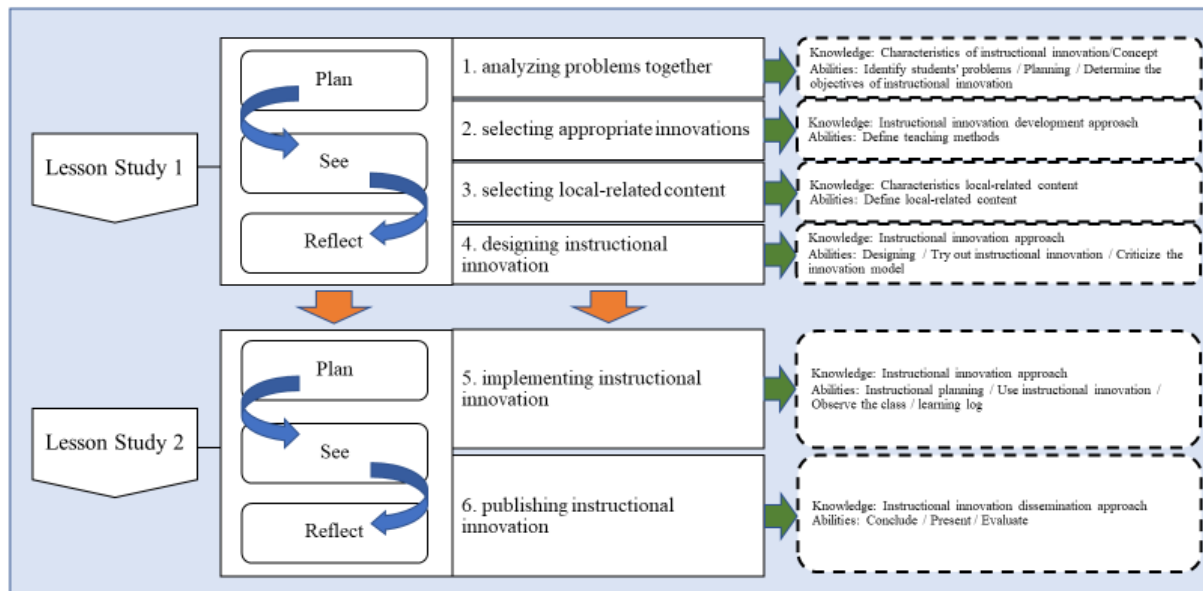 Lesson Study 1
Plan
See
Reflect
1. analyzing problems together
Knowledge: Characteristics of instructional innovation/Concept
Abilities: Identify students' problems / Planning / Determine the
objectives of instructional innovation
2. selecting appropriate innovations
Knowledge: Instructional innovation development approach
Abilities: Define teaching methods
3. selecting local-related content
Knowledge: Characteristics local-related content
Abilities: Define local-related content
4. designing instructional
innovation
Knowledge: Instructional innovation approach
Abilities: Designing / Try out instructional innovation / Criticize the
innovation model
Lesson Study 2
Plan
See
Reflect
5. implementing instructional
innovation
Knowledge: Instructional innovation approach
Abilities: Instructional planning / Use instructional innovation /
Observe the class / learning log
6. publishing instructional
innovation
Knowledge: Instructional innovation dissemination approach
Abilities: Conclude / Present / Evaluate